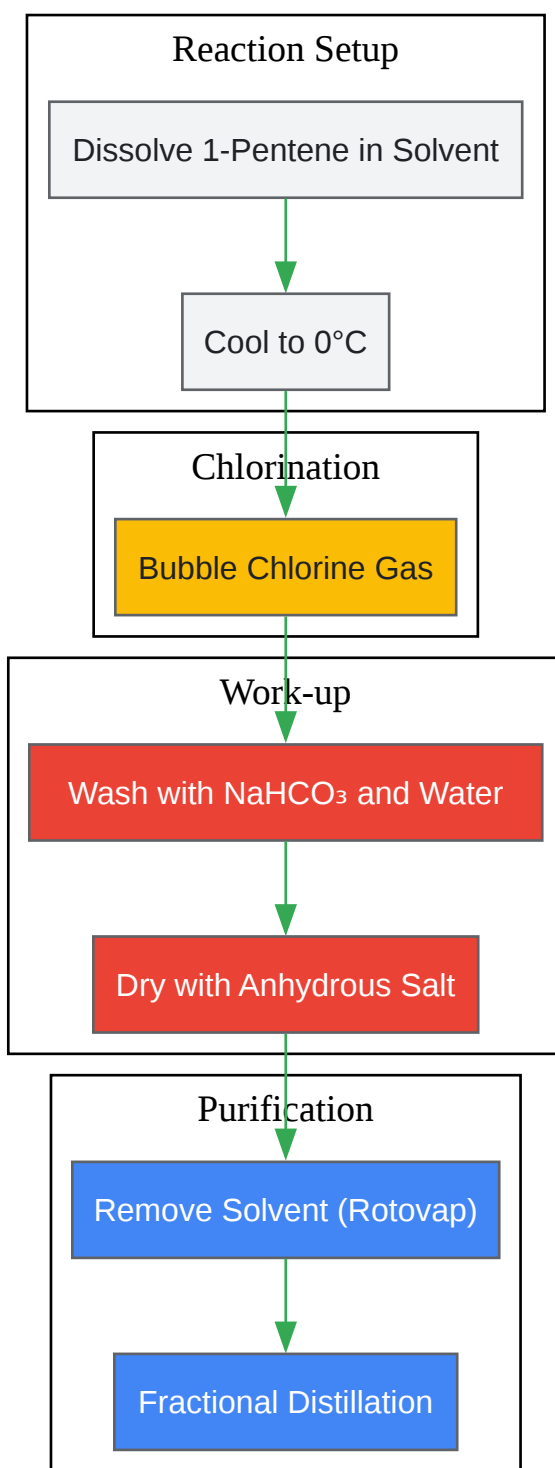 Reaction Setup
Dissolve 1-Pentene in Solvent
Cool to 0°C
Chlorination
Bubble Chlorine Gas
Work-up
Wash with NaHCO₃ and Water
Dry with Anhydrous Salt
Purification
Remove Solvent (Rotovap)
Fractional Distillation